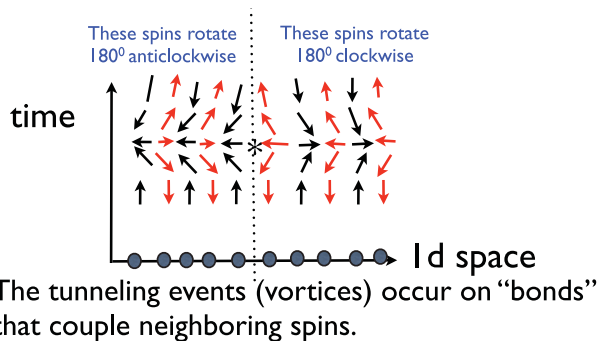 These spins rotate
180⁰ anticlockwise
These spins rotate
180⁰ clockwise
time
*
1d space
The tunneling events (vortices) occur on “bonds”
that couple neighboring spins.